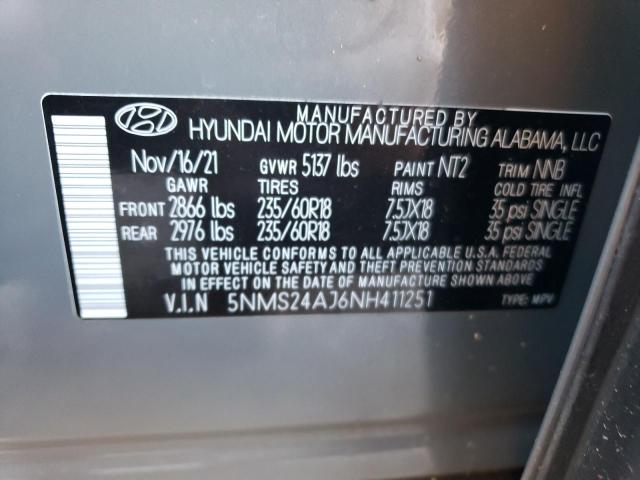 MANUFACTURED BY
HYUNDAI MOTOR MANUFACTURING ALABAMA, LLC
Nov/16/21 GVWR 5137 lbs PAINT NT2 TRIM NNB
GAWR TIRES RIMS COLD TIRE INFL
FRONT 2866 lbs 235/60R18 7.5JX18 35 psi SINGLE
REAR 2976 lbs 235/60R18 7.5JX18 35 psi SINGLE
THIS VEHICLE CONFORMS TO ALL APPLICABLE U.S.A. FEDERAL
MOTOR VEHICLE SAFETY AND THEFT PREVENTION STANDARDS
IN EFFECT ON THE DATE OF MANUFACTURE SHOWN ABOVE.
V.I.N 5NMS24AJ6NH411251 TYPE: MPV